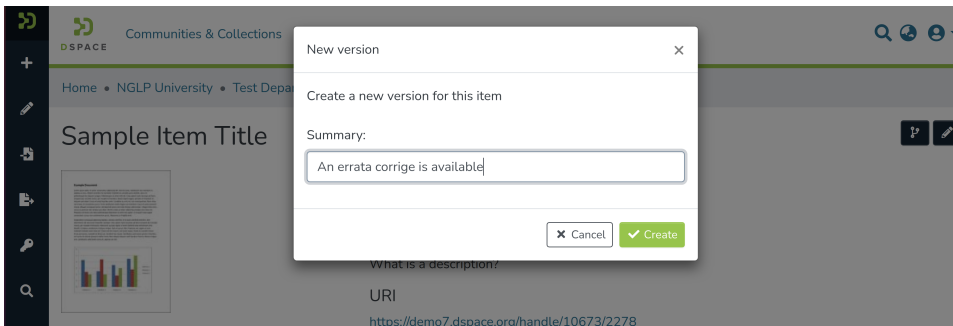 DSPACE
Communities & Collections
Home • NGLP University • Test Depa
Sample Item Title
New version
Create a new version for this item
Summary:
An errata corrige is available
Cancel
Create
What is a description?
URI
https://demo7.dspace.org/handle/10673/2278